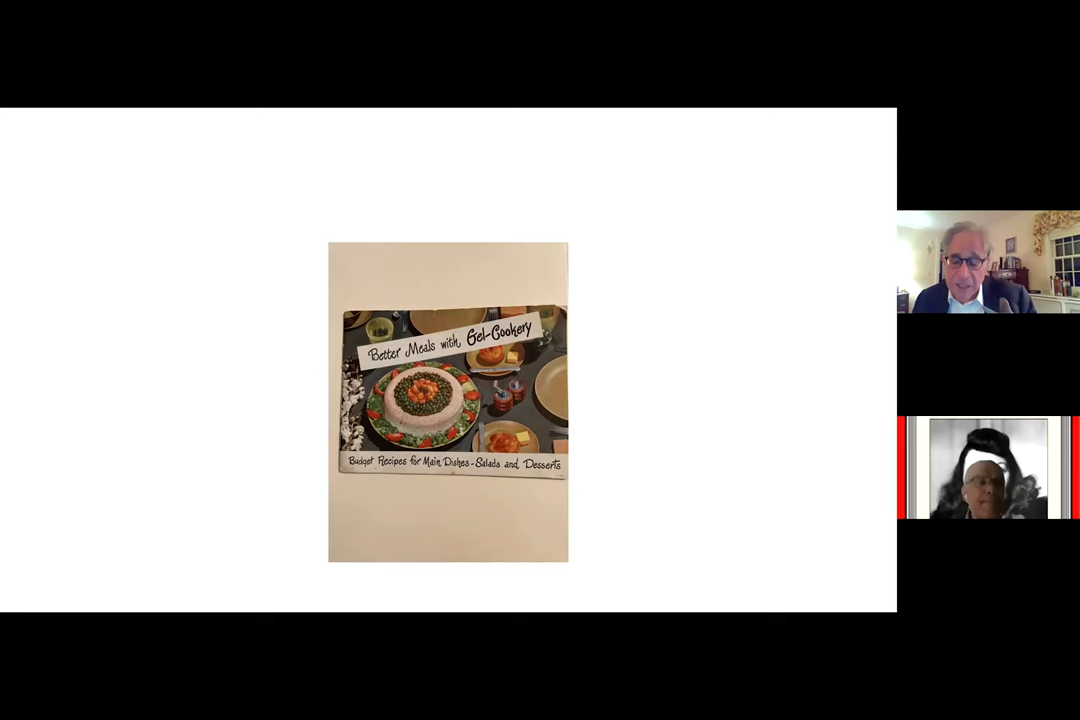 Better Meals with Gel-Cookery
Budget Recipes for Main Dishes-Salads and Desserts